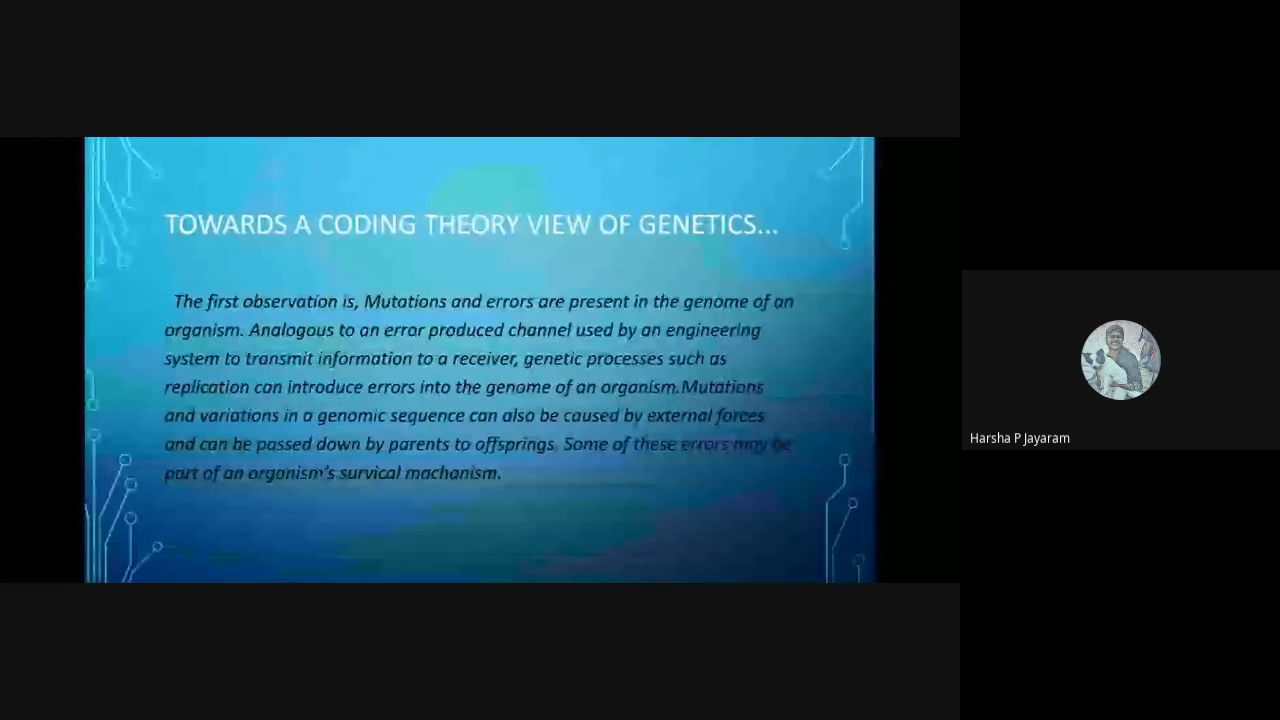 TOWARDS A CODING THEORY VIEW OF GENETICS...
The first observation is, Mutations and errors are present in the genome of an
organism. Analogous to an error produced channel used by an engineering
system to transmit information to a receiver, genetic processes such as
replication can introduce errors into the genome of an organism.Mutations
and variations in a genomic sequence can also be caused by external forces
and can be passed down by parents to offsprings. Some of these errors may be
part of an organism's survical machanism.
Harsha P Jayaram